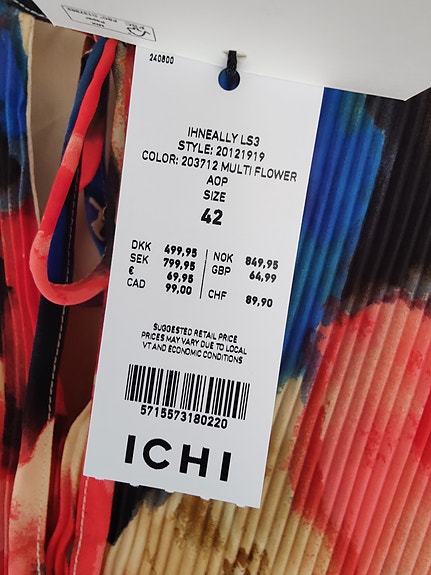 MIX
Paper
240800
IHNEALLY LS3
STYLE: 20121919
COLOR: 203712 MULTI FLOWER
AOP
SIZE
42
DKK 499,95 NOK 849,95
SEK 799,95 GBP 64,99
€ 69,95
CAD 99,00 CHF 89,90
SUGGESTED RETAIL PRICE
PRICES MAY VARY DUE TO LOCAL
VT AND ECONOMIC CONDITIONS
5715573180220
ICHI